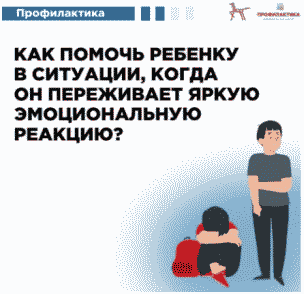 Профилактика
ПРОФИЛАКТИКА
КАК ПОМОЧЬ РЕБЕНКУ
В СИТУАЦИИ, КОГДА
ОН ПЕРЕЖИВАЕТ ЯРКУЮ
ЭМОЦИОНАЛЬНУЮ
РЕАКЦИЮ?